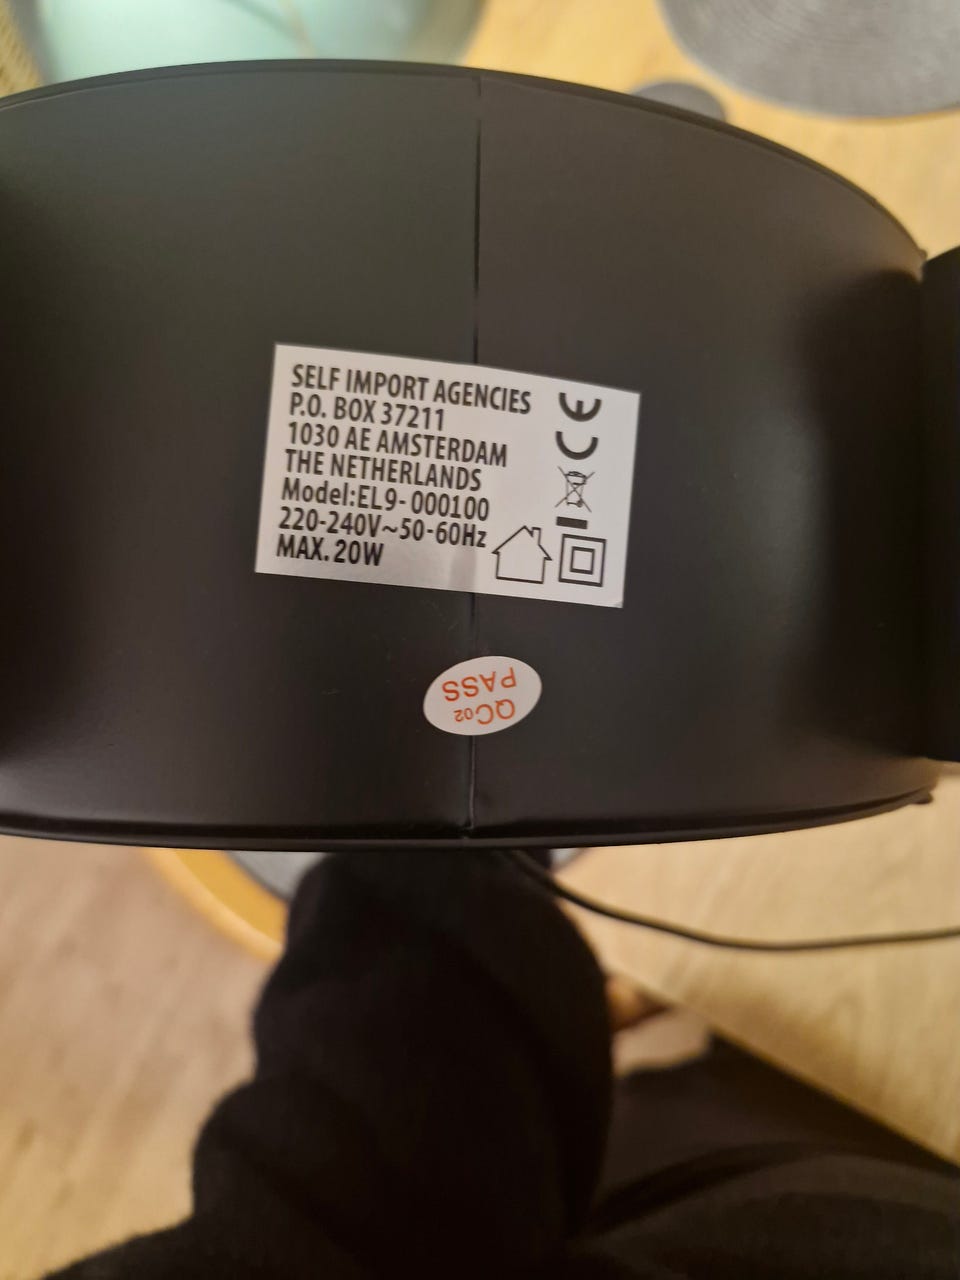 SELF IMPORT AGENCIES
P.O. BOX 37211
1030 AE AMSTERDAM
THE NETHERLANDS
Model:EL9-000100
220-240V~50-60Hz
MAX. 20W
CE
QC02
PASS